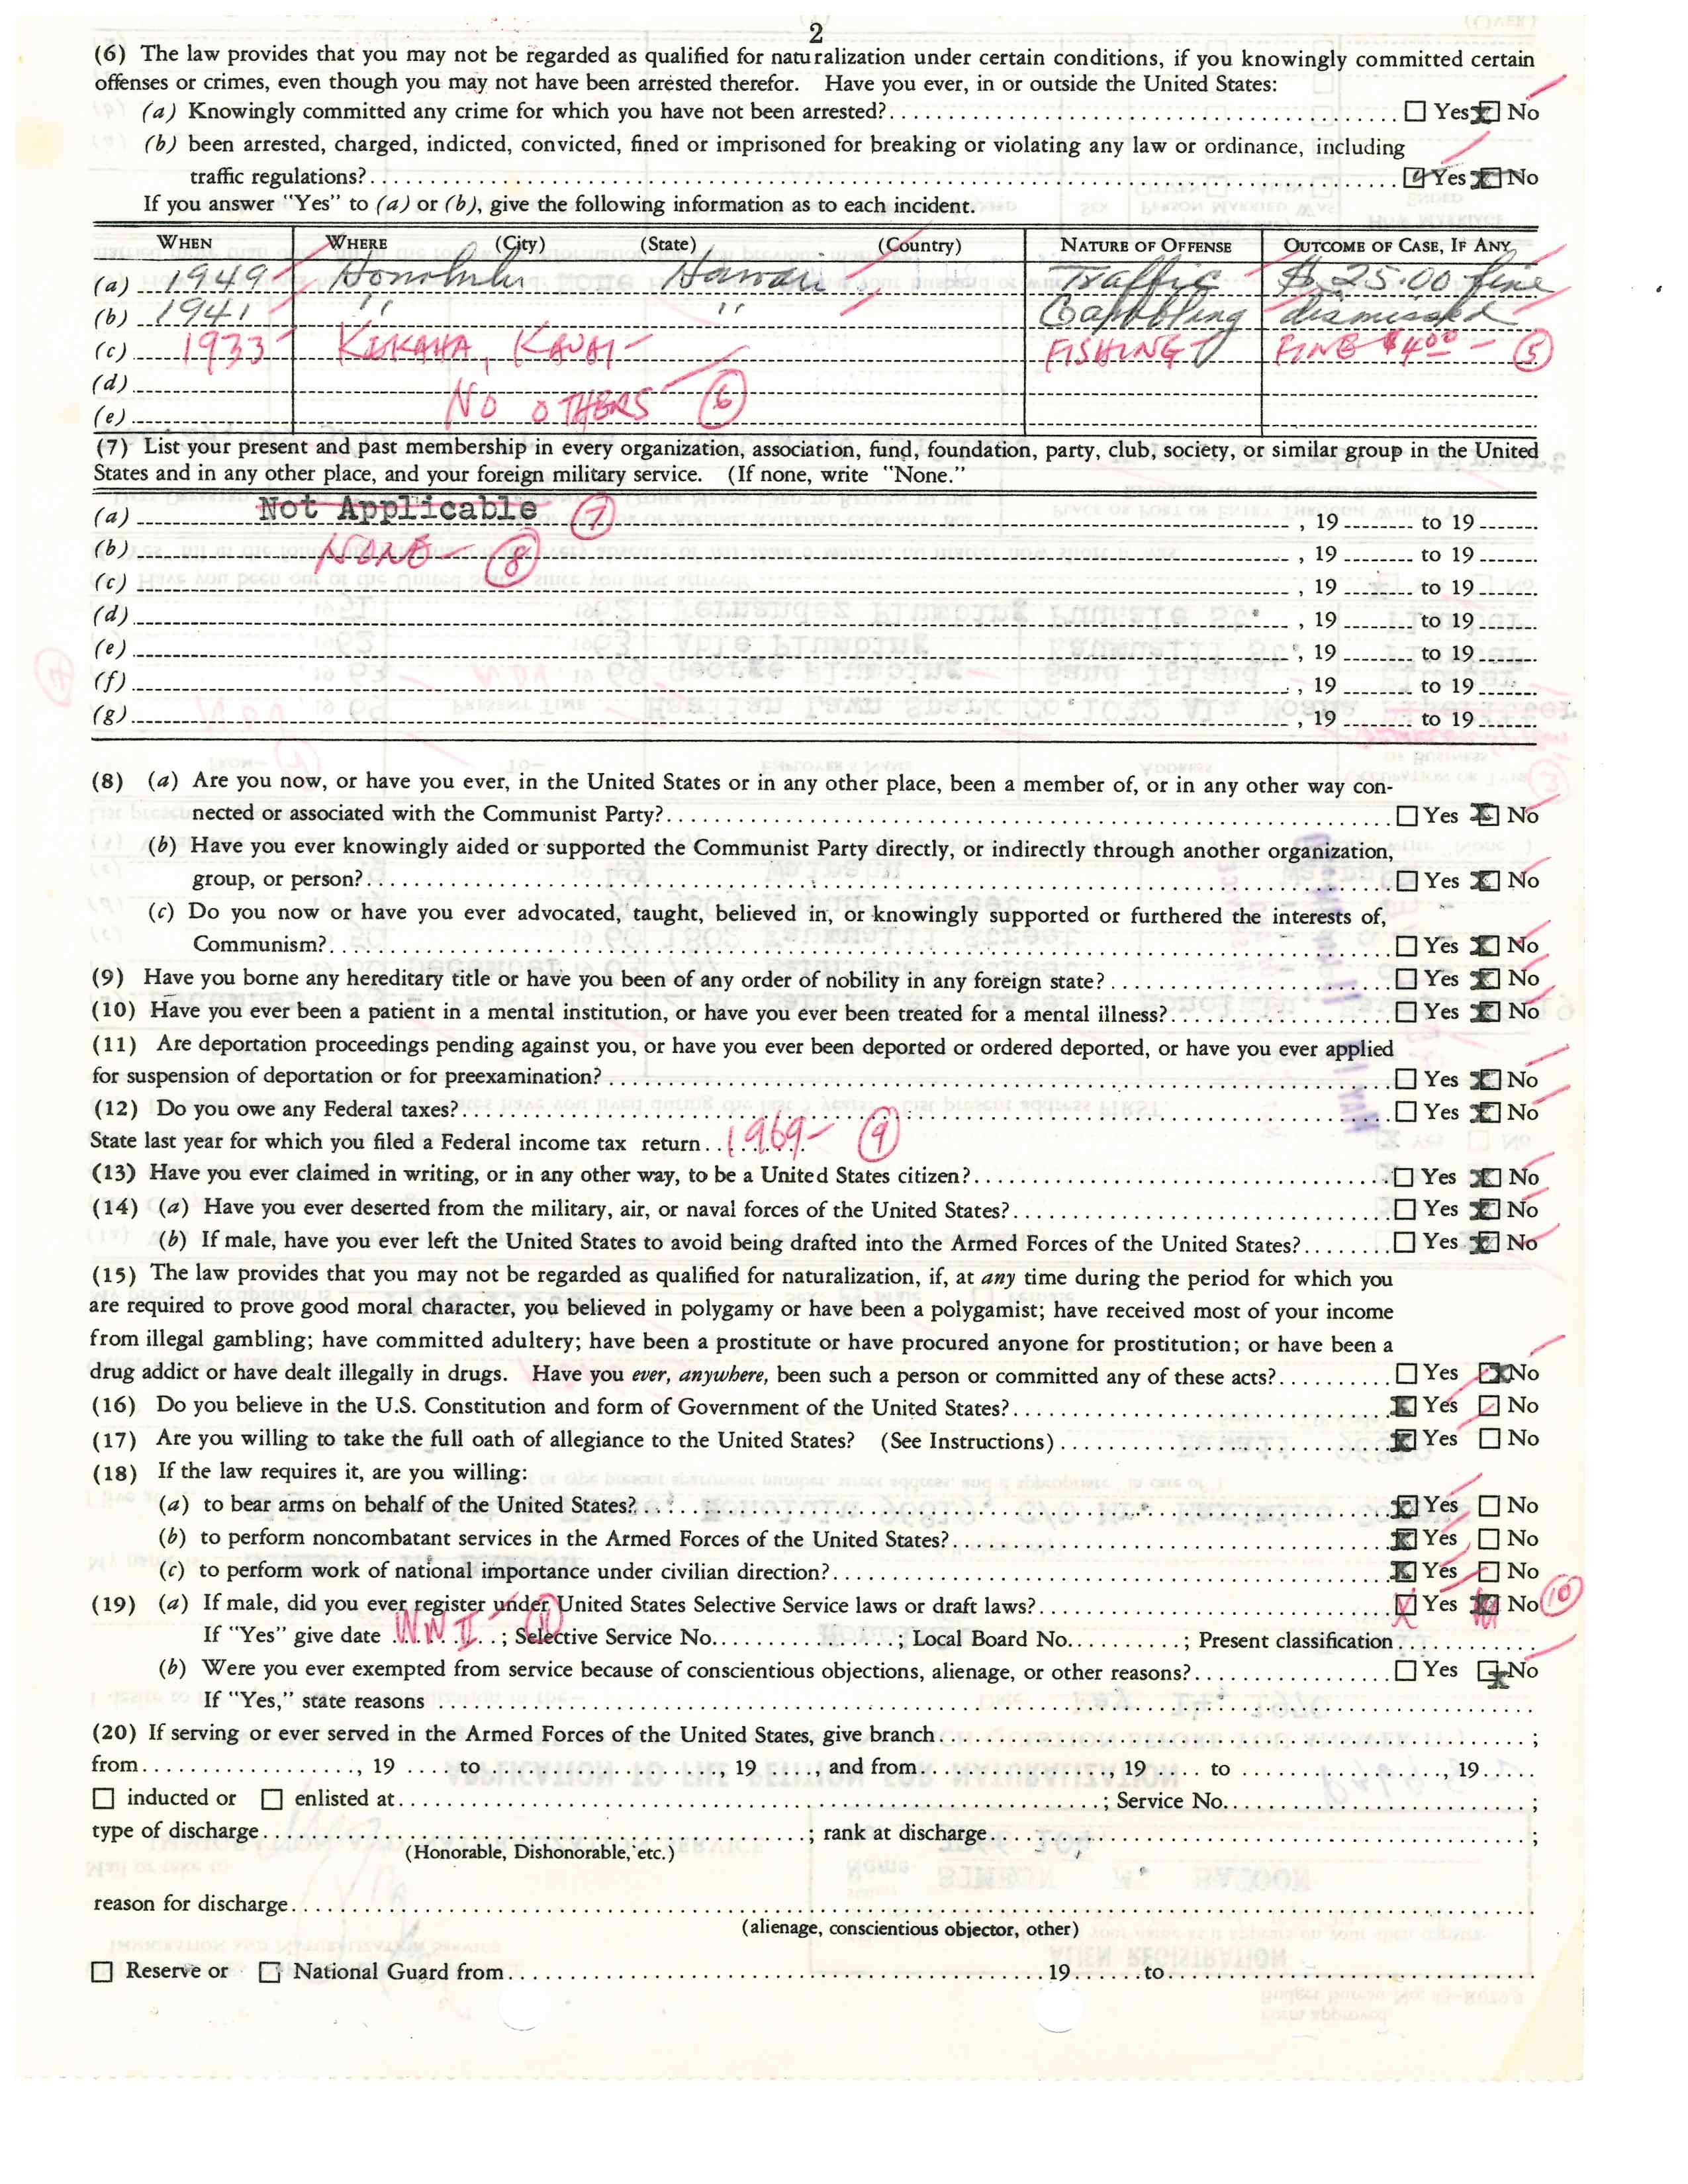 2
(6) The law provides that you may not be regarded as qualified for naturalization under certain conditions, if you knowingly committed certain
offenses or crimes, even though you may not have been arrested therefor. Have you ever, in or outside the United States:
(a) Knowingly committed any crime for which you have not been arrested? ☐ Yes ☒ No
(b) been arrested, charged, indicted, convicted, fined or imprisoned for breaking or violating any law or ordinance, including
traffic regulations? ☑ Yes ☒ No
If you answer "Yes" to (a) or (b), give the following information as to each incident.
WHEN WHERE (City) (State) (Country) NATURE OF OFFENSE OUTCOME OF CASE, IF ANY
(a) 1949 Honolulu Hawaii Traffic $25.00 fine
(b) 1941 " " Gambling dismissed
(c) 1933 KEKAHA, KAUAI FISHING FINE $4.00 (5)
(d)
NO OTHERS (6)
(e)
(7) List your present and past membership in every organization, association, fund, foundation, party, club, society, or similar group in the United
States and in any other place, and your foreign military service. (If none, write "None."
(a) Not Applicable (7) , 19 to 19
(b) NONE (8) , 19 to 19
(c) , 19 to 19
(d) , 19 to 19
(e) , 19 to 19
(f) , 19 to 19
(g) , 19 to 19
(8) (a) Are you now, or have you ever, in the United States or in any other place, been a member of, or in any other way con-
nected or associated with the Communist Party? ☐ Yes ☒ No
(b) Have you ever knowingly aided or supported the Communist Party directly, or indirectly through another organization,
group, or person? ☐ Yes ☒ No
(c) Do you now or have you ever advocated, taught, believed in, or knowingly supported or furthered the interests of,
Communism? ☐ Yes ☒ No
(9) Have you borne any hereditary title or have you been of any order of nobility in any foreign state? ☐ Yes ☒ No
(10) Have you ever been a patient in a mental institution, or have you ever been treated for a mental illness? ☐ Yes ☒ No
(11) Are deportation proceedings pending against you, or have you ever been deported or ordered deported, or have you ever applied
for suspension of deportation or for preexamination? ☐ Yes ☒ No
(12) Do you owe any Federal taxes? ☐ Yes ☒ No
State last year for which you filed a Federal income tax return 1969 (9)
(13) Have you ever claimed in writing, or in any other way, to be a United States citizen? ☐ Yes ☒ No
(14) (a) Have you ever deserted from the military, air, or naval forces of the United States? ☐ Yes ☒ No
(b) If male, have you ever left the United States to avoid being drafted into the Armed Forces of the United States? ☐ Yes ☒ No
(15) The law provides that you may not be regarded as qualified for naturalization, if, at any time during the period for which you
are required to prove good moral character, you believed in polygamy or have been a polygamist; have received most of your income
from illegal gambling; have committed adultery; have been a prostitute or have procured anyone for prostitution; or have been a
drug addict or have dealt illegally in drugs. Have you ever, anywhere, been such a person or committed any of these acts? ☐ Yes ☒ No
(16) Do you believe in the U.S. Constitution and form of Government of the United States? ☒ Yes ☐ No
(17) Are you willing to take the full oath of allegiance to the United States? (See Instructions) ☒ Yes ☐ No
(18) If the law requires it, are you willing:
(a) to bear arms on behalf of the United States? ☒ Yes ☐ No
(b) to perform noncombatant services in the Armed Forces of the United States? ☒ Yes ☐ No
(c) to perform work of national importance under civilian direction? ☒ Yes ☐ No
(19) (a) If male, did you ever register under United States Selective Service laws or draft laws? ☒ Yes ☒ No (10)
If "Yes" give date WW II (11) ; Selective Service No. ; Local Board No. ; Present classification
(b) Were you ever exempted from service because of conscientious objections, alienage, or other reasons? ☐ Yes ☒ No
If "Yes," state reasons
(20) If serving or ever served in the Armed Forces of the United States, give branch ;
from , 19 to , 19 , and from , 19 to , 19
☐ inducted or ☐ enlisted at ; Service No. ;
type of discharge ; rank at discharge ;
(Honorable, Dishonorable, etc.)
reason for discharge
(alienage, conscientious objector, other)
☐ Reserve or ☐ National Guard from 19 to